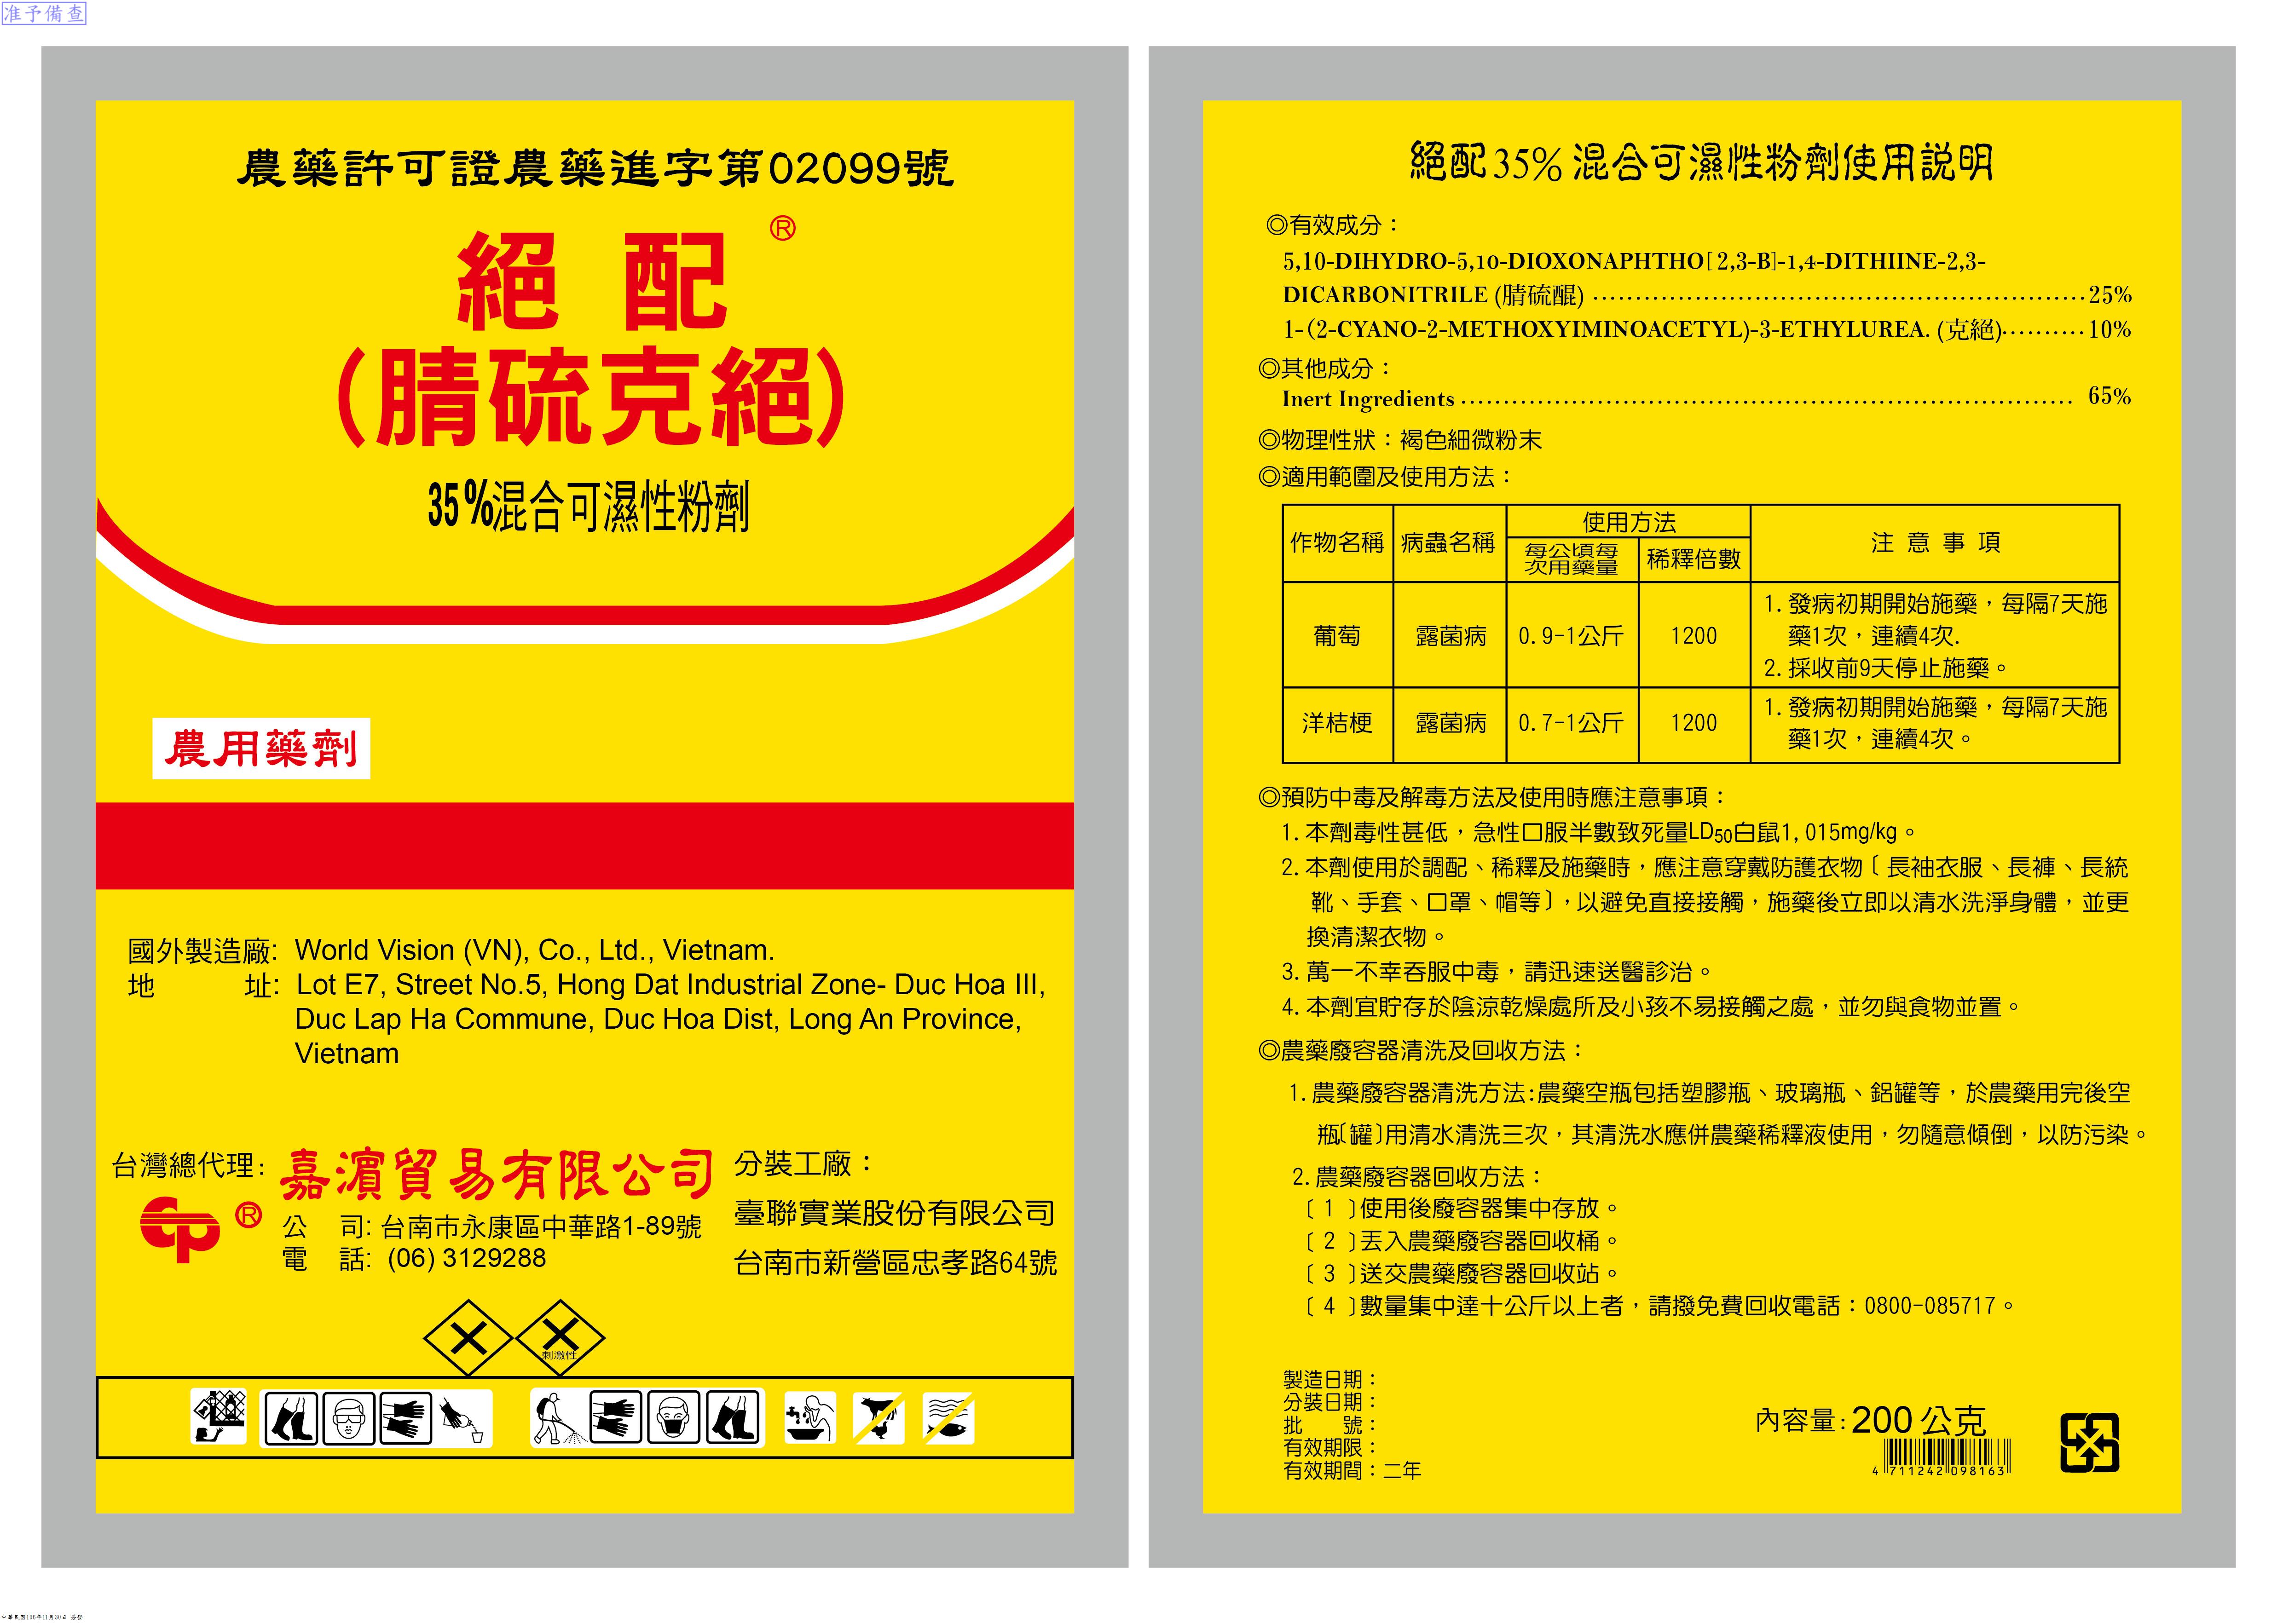 准予備查
農藥許可證農藥進字第02099號
絕配®
(腈硫克絕)
35%混合可濕性粉劑
農用藥劑
國外製造廠: World Vision (VN), Co., Ltd., Vietnam.
地 址: Lot E7, Street No.5, Hong Dat Industrial Zone- Duc Hoa III,
Duc Lap Ha Commune, Duc Hoa Dist, Long An Province,
Vietnam
台灣總代理: 嘉濱貿易有限公司
CP ®
公 司: 台南市永康區中華路1-89號
電 話: (06) 3129288
分裝工廠：
臺聯實業股份有限公司
台南市新營區忠孝路64號
刺激性
絕配35%混合可濕性粉劑使用說明
◎有效成分：
5,10-DIHYDRO-5,10-DIOXONAPHTHO[2,3-B]-1,4-DITHIINE-2,3-
DICARBONITRILE (腈硫醌) ……………………………………………25%
1-(2-CYANO-2-METHOXYIMINOACETYL)-3-ETHYLUREA. (克絕)………10%
◎其他成分：
Inert Ingredients …………………………………………………… 65%
◎物理性狀：褐色細微粉末
◎適用範圍及使用方法：
作物名稱 病蟲名稱 使用方法 注意事項
每公頃每次用藥量 稀釋倍數
葡萄 露菌病 0.9-1公斤 1200 1. 發病初期開始施藥，每隔7天施
藥1次，連續4次.
2. 採收前9天停止施藥。
洋桔梗 露菌病 0.7-1公斤 1200 1. 發病初期開始施藥，每隔7天施
藥1次，連續4次。
◎預防中毒及解毒方法及使用時應注意事項：
1. 本劑毒性甚低，急性口服半數致死量LD50白鼠1, 015mg/kg。
2. 本劑使用於調配、稀釋及施藥時，應注意穿戴防護衣物〔長袖衣服、長褲、長統
靴、手套、口罩、帽等〕，以避免直接接觸，施藥後立即以清水洗淨身體，並更
換清潔衣物。
3. 萬一不幸吞服中毒，請迅速送醫診治。
4. 本劑宜貯存於陰涼乾燥處所及小孩不易接觸之處，並勿與食物並置。
◎農藥廢容器清洗及回收方法：
1. 農藥廢容器清洗方法:農藥空瓶包括塑膠瓶、玻璃瓶、鋁罐等，於農藥用完後空
瓶〔罐〕用清水清洗三次，其清洗水應併農藥稀釋液使用，勿隨意傾倒，以防污染。
2. 農藥廢容器回收方法：
〔1〕使用後廢容器集中存放。
〔2〕丟入農藥廢容器回收桶。
〔3〕送交農藥廢容器回收站。
〔4〕數量集中達十公斤以上者，請撥免費回收電話：0800-085717。
製造日期：
分裝日期：
批 號：
有效期限：
有效期間：二年
內容量: 200 公克
4 711242 098163
中華民國106年11月30日 簽發